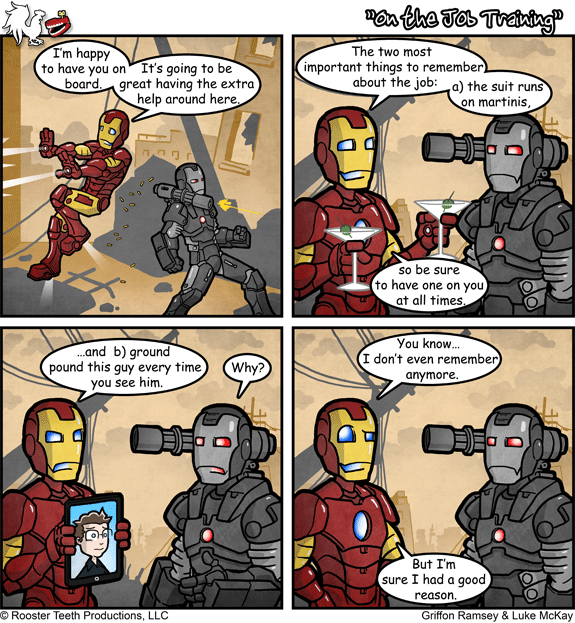 "On the Job Training"
I'm happy
to have you on
board.
It's going to be
great having the extra
help around here.
The two most
important things to remember
about the job:
a) the suit runs
on martinis,
so be sure
to have one on you
at all times.
...and b) ground
pound this guy every time
you see him.
Why?
You know...
I don't even remember
anymore.
But I'm
sure I had a good
reason.
© Rooster Teeth Productions, LLC
Griffon Ramsey & Luke McKay